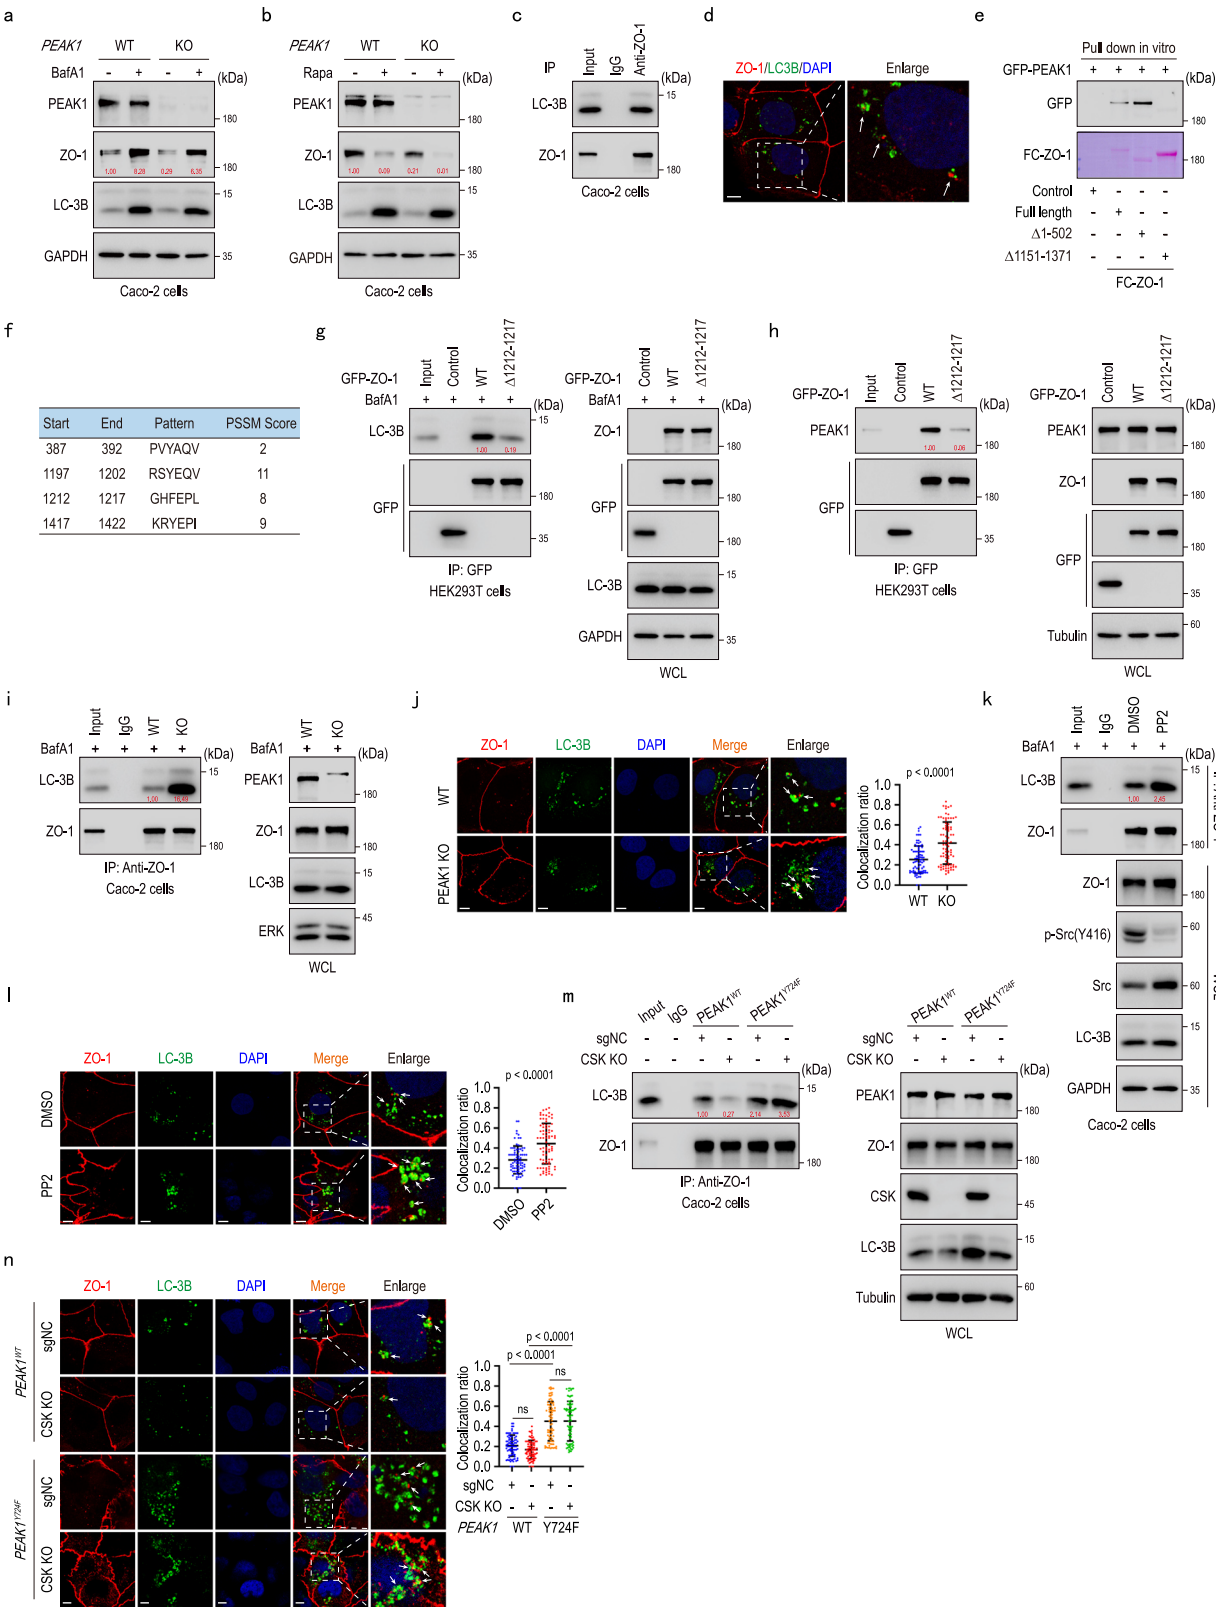 a
PEAK1 WT KO
BafA1 - + - + (kDa)
PEAK1
180
ZO-1
180
1.00 8.28 0.29 6.35
LC-3B
15
GAPDH
35
Caco-2 cells
b
PEAK1 WT KO
Rapa - + - + (kDa)
PEAK1
180
ZO-1
180
1.00 0.09 0.21 0.01
LC-3B
15
GAPDH
35
Caco-2 cells
c
IP Input IgG Anti-ZO-1
(kDa)
LC-3B
15
ZO-1
180
Caco-2 cells
d
ZO-1/LC3B/DAPI Enlarge
e
Pull down in vitro
GFP-PEAK1 + + + + (kDa)
GFP
180
FC-ZO-1
180
Control + - - -
Full length - + - -
Δ1-502 - - + -
Δ1151-1371 - - - +
FC-ZO-1
f
Start End Pattern PSSM Score
387 392 PVYAQV 2
1197 1202 RSYEQV 11
1212 1217 GHFEPL 8
1417 1422 KRYEPI 9
g
GFP-ZO-1 Input Control WT Δ1212-1217
BafA1 + + + + (kDa)
LC-3B
15
1.00 0.19
GFP
180
35
IP: GFP
HEK293T cells
GFP-ZO-1 Control WT Δ1212-1217
BafA1 + + + (kDa)
ZO-1
180
GFP
180
35
LC-3B
15
GAPDH
35
WCL
h
GFP-ZO-1 Input Control WT Δ1212-1217
(kDa)
PEAK1
180
1.00 0.06
GFP
180
35
IP: GFP
HEK293T cells
GFP-ZO-1 Control WT Δ1212-1217
(kDa)
PEAK1
180
ZO-1
180
GFP
180
35
Tubulin
60
WCL
i
Input IgG WT KO
BafA1 + + + + (kDa)
LC-3B
15
1.00 16.49
ZO-1
180
IP: Anti-ZO-1
Caco-2 cells
WT KO
BafA1 + + (kDa)
PEAK1
180
ZO-1
180
LC-3B
15
ERK
45
WCL
j
ZO-1 LC-3B DAPI Merge Enlarge
WT
PEAK1 KO
p < 0.0001
Colocalization ratio
1.0
0.8
0.6
0.4
0.2
0.0
WT KO
k
Input IgG DMSO PP2
BafA1 + + + + (kDa)
LC-3B
15
1.00 2.45
ZO-1
180
ZO-1
180
p-Src(Y416)
60
Src
60
LC-3B
15
GAPDH
35
Caco-2 cells
l
ZO-1 LC-3B DAPI Merge Enlarge
DMSO
PP2
p < 0.0001
Colocalization ratio
1.0
0.8
0.6
0.4
0.2
0.0
DMSO PP2
m
Input IgG PEAK1WT PEAK1Y724F
sgNC - - + - + -
CSK KO - - - + - + (kDa)
LC-3B
15
1.00 0.27 2.14 3.53
ZO-1
180
IP: Anti-ZO-1
Caco-2 cells
PEAK1WT PEAK1Y724F
sgNC + - + -
CSK KO - + - + (kDa)
PEAK1
180
ZO-1
180
CSK
45
LC-3B
15
Tubulin
60
WCL
n
ZO-1 LC-3B DAPI Merge Enlarge
PEAK1WT
sgNC
CSK KO
PEAK1Y724F
sgNC
CSK KO
p < 0.0001
p < 0.0001
ns
ns
Colocalization ratio
1.0
0.8
0.6
0.4
0.2
0.0
sgNC + - + -
CSK KO - + - +
PEAK1 WT Y724F